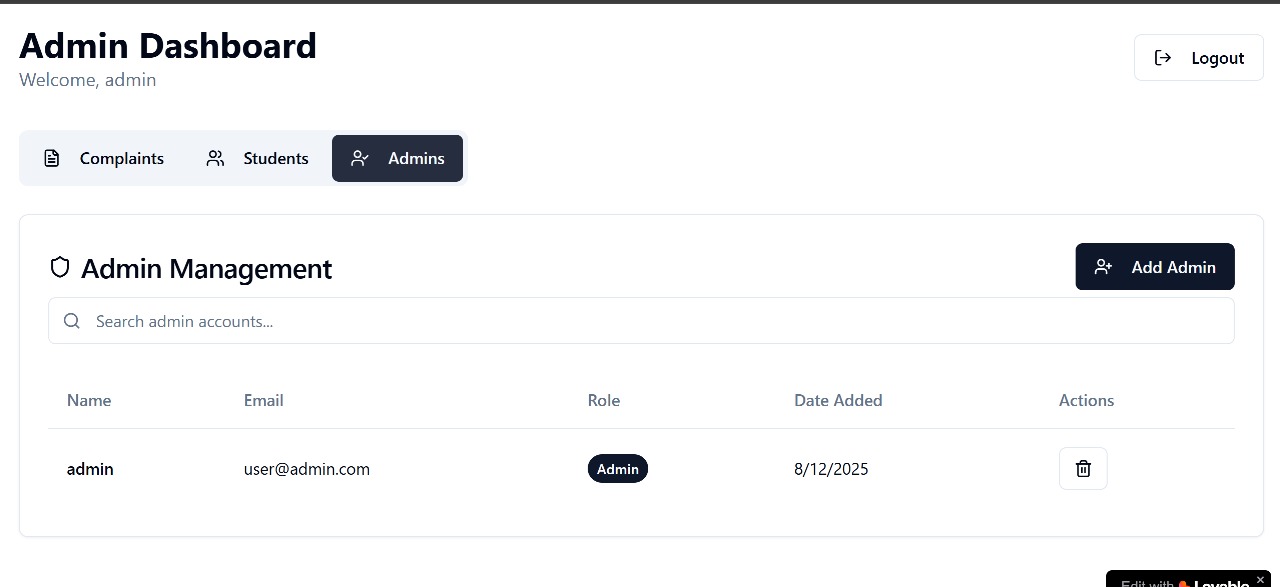 Admin Dashboard
Welcome, admin
Logout
Complaints Students Admins
Admin Management
Add Admin
Search admin accounts...
Name Email Role Date Added Actions
admin user@admin.com Admin 8/12/2025
Edit with Lovable ×